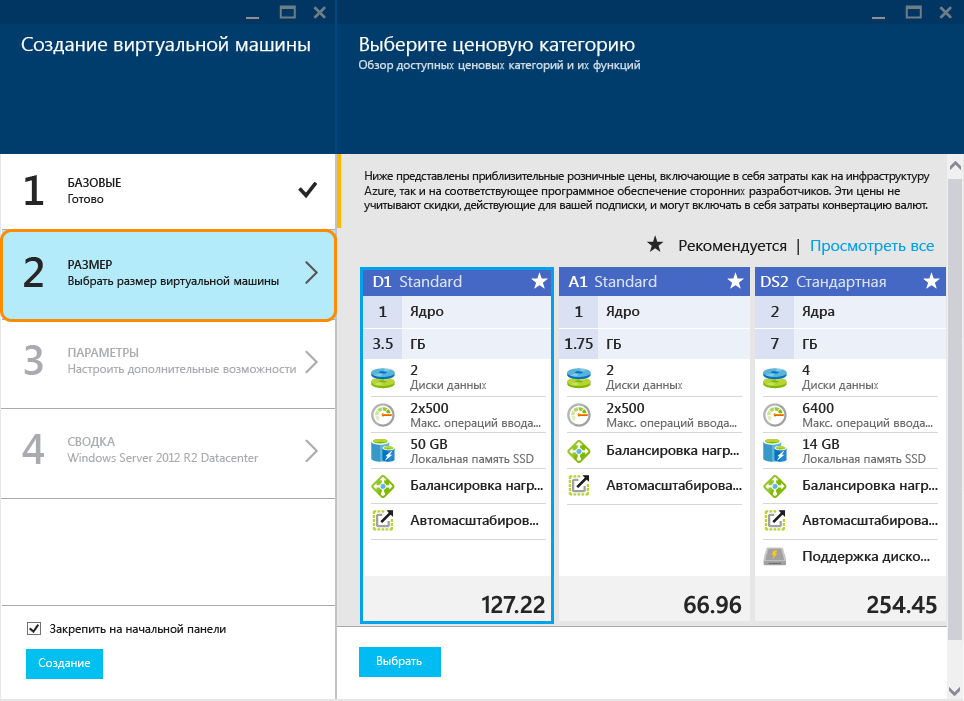 Создание виртуальной машины
1
БАЗОВЫЕ
Готово
2
РАЗМЕР
Выбрать размер виртуальной машины
3
ПАРАМЕТРЫ
Настроить дополнительные возможности
4
СВОДКА
Windows Server 2012 R2 Datacenter
Закрепить на начальной панели
Создание
Выберите ценовую категорию
Обзор доступных ценовых категорий и их функций
Ниже представлены приблизительные розничные цены, включающие в себя затраты как на инфраструктуру
Azure, так и на соответствующее программное обеспечение сторонних разработчиков. Эти цены не
учитывают скидки, действующие для вашей подписки, и могут включать в себя затраты конвертацию валют.
★ Рекомендуется | Просмотреть все
D1 Standard ★
1 Ядро
3.5 ГБ
2
Диски данных
2x500
Макс. операций ввода...
50 GB
Локальная память SSD
Балансировка нагр...
Автомасштабиров...
127.22
A1 Standard ★
1 Ядро
1.75 ГБ
2
Диски данных
2x500
Макс. операций ввода...
Балансировка нагр...
Автомасштабирова...
66.96
DS2 Стандартная ★
2 Ядра
7 ГБ
4
Диски данных
6400
Макс. операций ввода...
14 GB
Локальная память SSD
Балансировка нагр...
Автомасштабирова...
Поддержка диско...
254.45
Выбрать